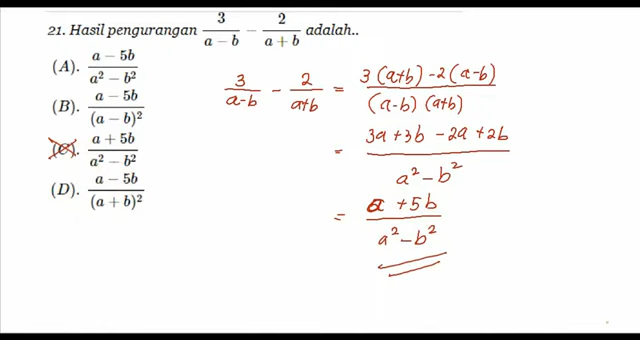 21. Hasil pengurangan 3/(a − b) − 2/(a + b) adalah..
(A). (a − 5b)/(a² − b²)
(B). (a − 5b)/(a − b)²
(C). (a + 5b)/(a² − b²)
(D). (a − 5b)/(a + b)²
3/(a-b) − 2/(a+b) = (3(a+b) − 2(a−b))/((a−b)(a+b))
= (3a + 3b − 2a + 2b)/(a² − b²)
= (a + 5b)/(a² − b²)